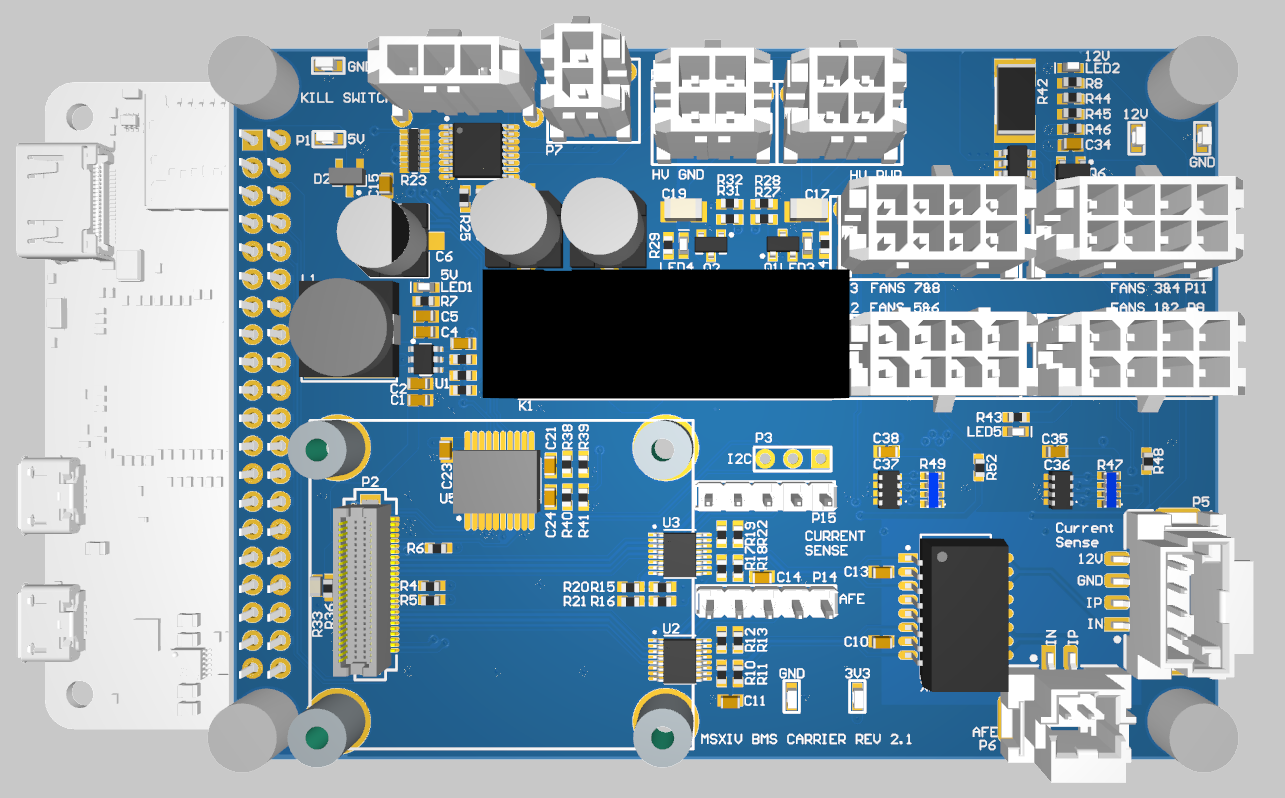 GND
KILL SWITCH
P1
5V
D2
C15
R23
R25
P7
HV GND
R32
R31
R28
R27
C19
C17
R29
LED4
Q2
Q1
LED3
R42
12V
LED2
R8
R44
R45
R46
C34
Q6
12V
GND
C6
L1
5V
LED1
R7
C5
C4
U1
C2
C1
K1
FANS 7&8
FANS 3&4 P11
FANS 5&6
FANS 1&2 P9
P2
C23
U5
C21
R38
R39
C24
R40
R41
R6
R4
R5
R33
R36
P3
I2C
P15
CURRENT
SENSE
U3
R19
R22
R17
R18
C14
P14
AFE
R20
R15
R21
R16
U2
R12
R13
R10
R11
C11
GND
3V3
R43
LED5
C38
C37
R49
R52
C35
C36
R47
R48
C13
C10
P5
Current
Sense
12V
GND
IP
IN
IN
IP
AFE
P6
MSXIV BMS CARRIER REV 2.1